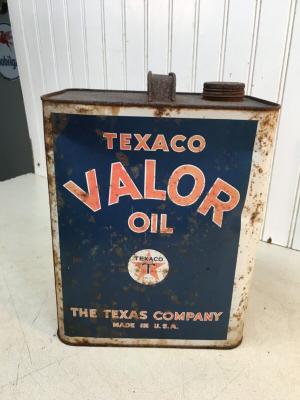 TEXACO
VALOR
OIL
TEXACO
T
THE TEXAS COMPANY
MADE IN U.S.A.